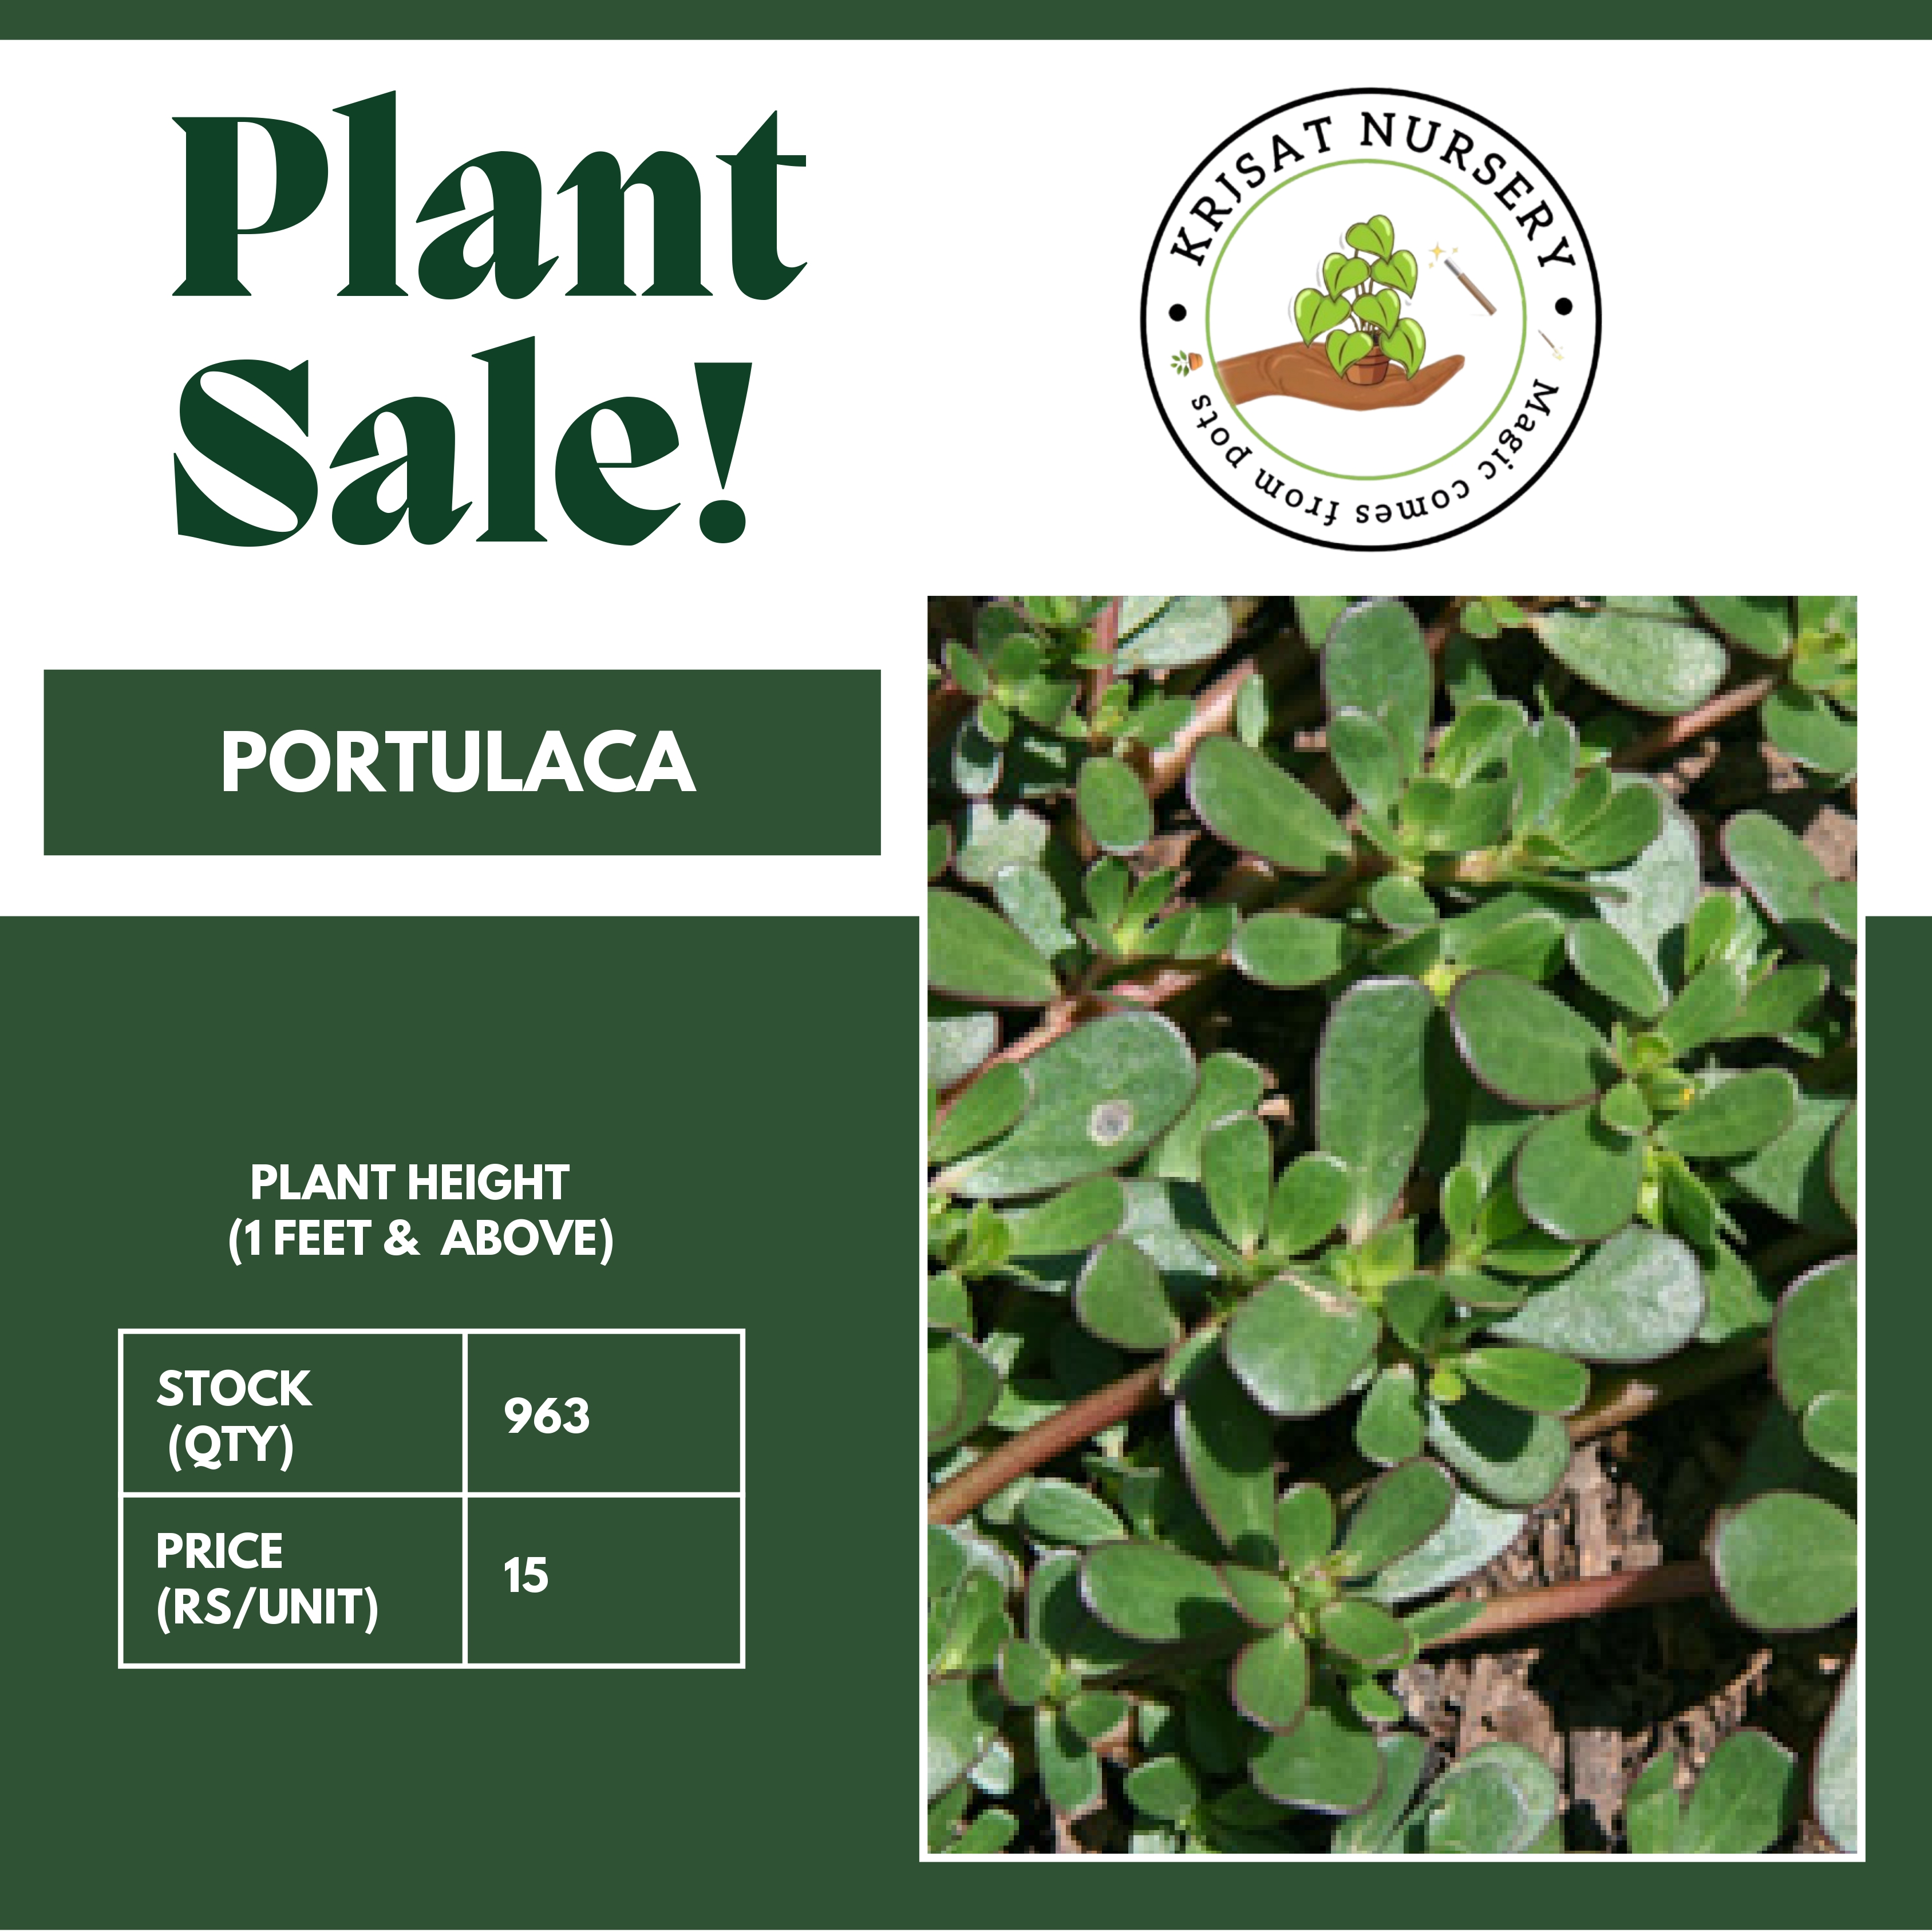 Plant
Sale!
KRISAT NURSERY
Magic comes from pots
PORTULACA
PLANT HEIGHT
(1 FEET & ABOVE)
STOCK
(QTY)
963
PRICE
(RS/UNIT)
15